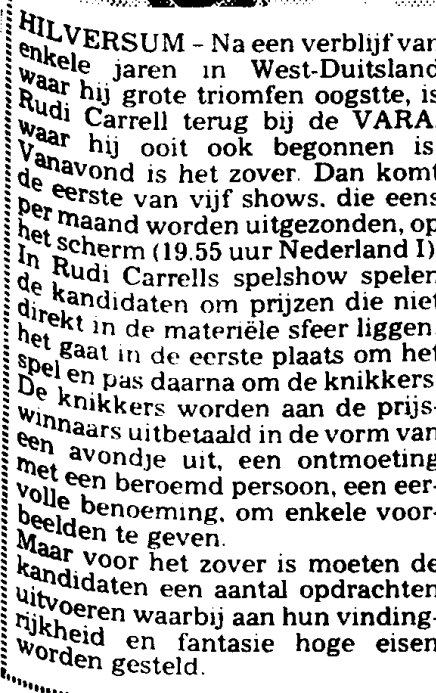 HILVERSUM - Na een verblijf van
enkele jaren in West-Duitsland
waar hij grote triomfen oogstte, is
Rudi Carrell terug bij de VARA,
waar hij ooit ook begonnen is.
Vanavond is het zover. Dan komt
de eerste van vijf shows. die eens
per maand worden uitgezonden, op
het scherm (19.55 uur Nederland I)
In Rudi Carrells spelshow spelen
de kandidaten om prijzen die niet
direkt in de materiële sfeer liggen.
het gaat in de eerste plaats om het
spel en pas daarna om de knikkers
De knikkers worden aan de prijs-
winnaars uitbetaald in de vorm van
een avondje uit, een ontmoeting
met een beroemd persoon, een eer-
volle benoeming, om enkele voor-
beelden te geven.
Maar voor het zover is moeten de
kandidaten een aantal opdrachten
uitvoeren waarbij aan hun vinding-
rijkheid en fantasie hoge eisen
worden gesteld.